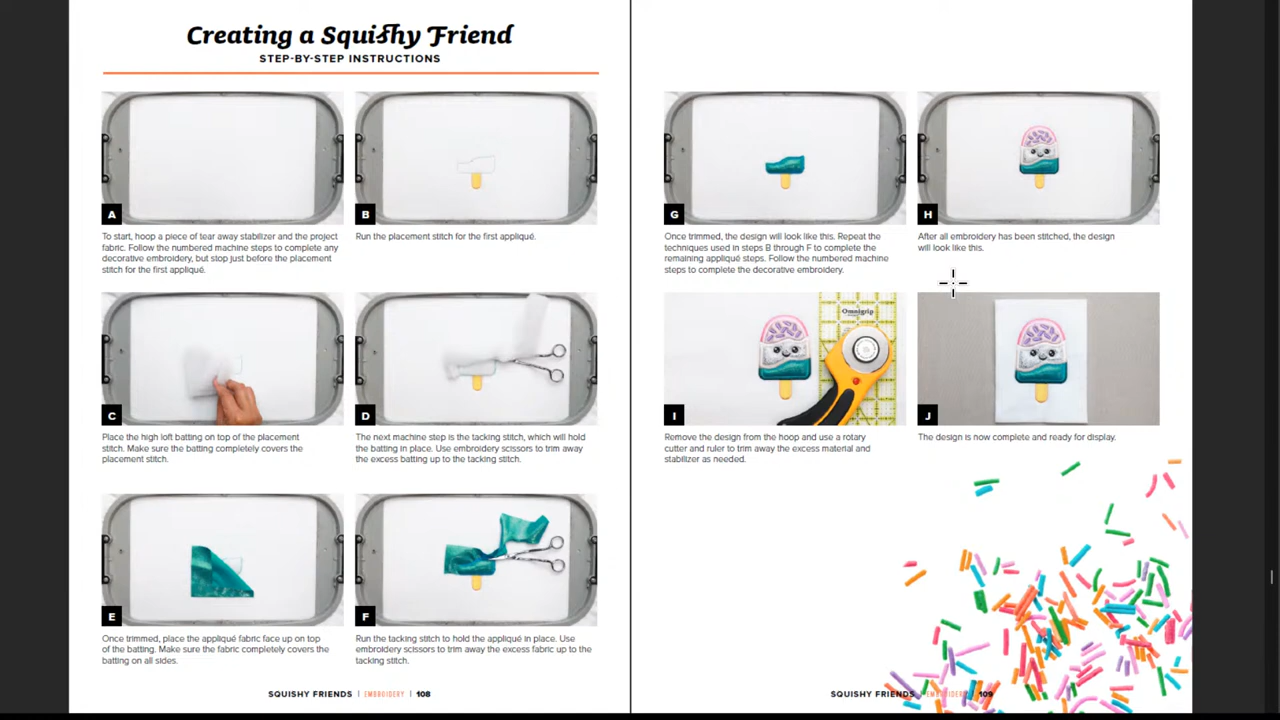 Creating a Squishy Friend
STEP-BY-STEP INSTRUCTIONS
A
To start, hoop a piece of tear away stabilizer and the project
fabric. Follow the numbered machine steps to complete any
decorative embroidery, but stop just before the placement
stitch for the first appliqué.
B
Run the placement stitch for the first appliqué.
C
Place the high loft batting on top of the placement
stitch. Make sure the batting completely covers the
placement stitch.
D
The next machine step is the tacking stitch, which will hold
the batting in place. Use embroidery scissors to trim away
the excess batting up to the tacking stitch.
E
Once trimmed, place the appliqué fabric face up on top
of the batting. Make sure the fabric completely covers the
batting on all sides.
F
Run the tacking stitch to hold the appliqué in place. Use
embroidery scissors to trim away the excess fabric up to the
tacking stitch.
SQUISHY FRIENDS | EMBROIDERY | 108
G
Once trimmed, the design will look like this. Repeat the
techniques used in steps B through F to complete the
remaining appliqué steps. Follow the numbered machine
steps to complete the decorative embroidery.
H
After all embroidery has been stitched, the design
will look like this.
Omnigrip
I
Remove the design from the hoop and use a rotary
cutter and ruler to trim away the excess material and
stabilizer as needed.
J
The design is now complete and ready for display.
SQUISHY FRIENDS | EMBROIDERY | 109